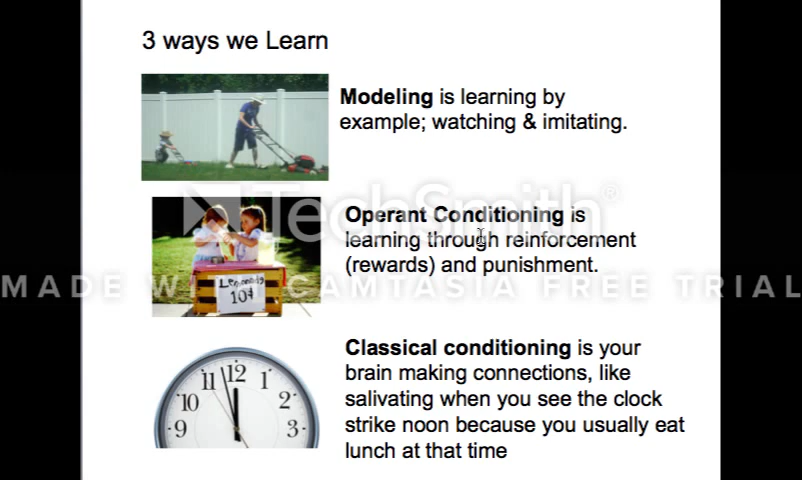 3 ways we Learn
Modeling is learning by
example; watching & imitating.
TechSmith®
Operant Conditioning is
learning through reinforcement
(rewards) and punishment.
MADE WITH CAMTASIA FREE TRIAL
Lemonade
10¢
Classical conditioning is your
brain making connections, like
salivating when you see the clock
strike noon because you usually eat
lunch at that time
11 12 1
10 2
9 3